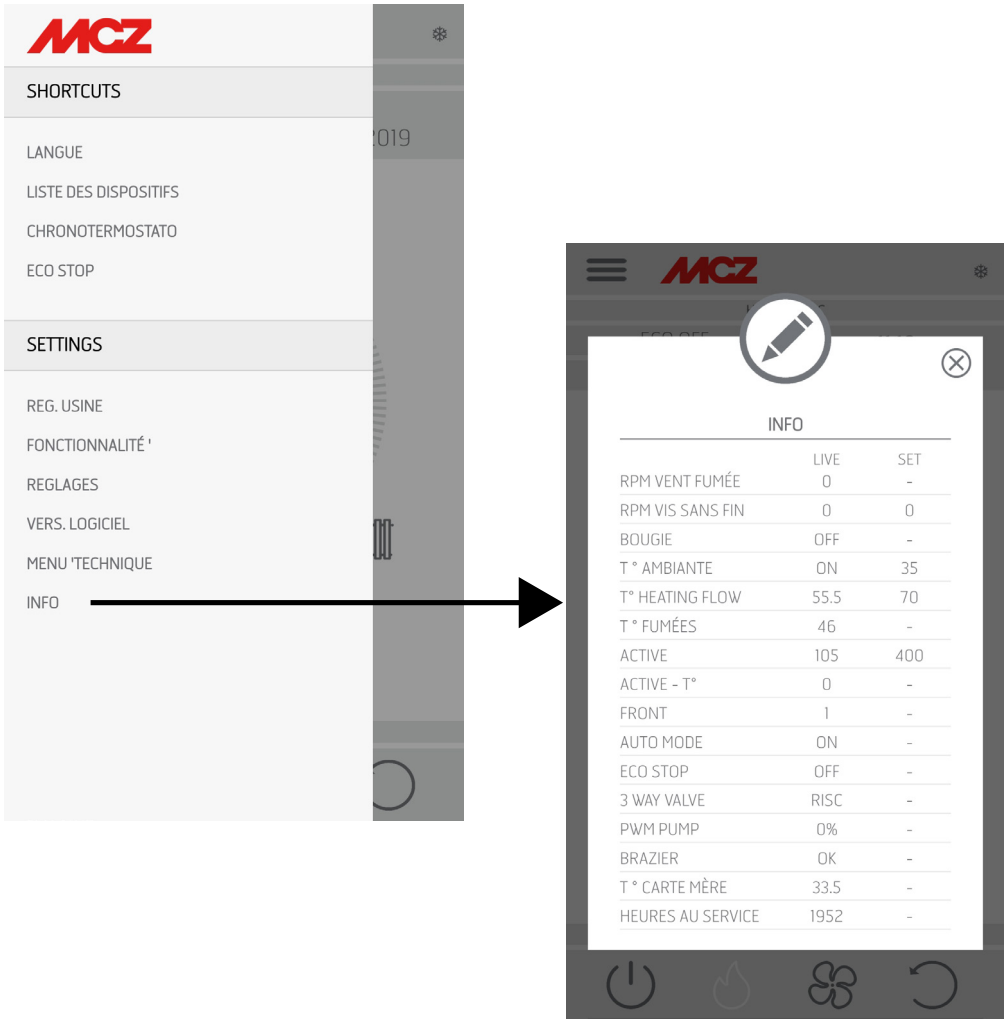 MCZ
SHORTCUTS
2019
LANGUE
LISTE DES DISPOSITIFS
CHRONOTERMOSTATO
ECO STOP
SETTINGS
REG. USINE
FONCTIONNALITÉ '
REGLAGES
VERS. LOGICIEL
MENU 'TECHNIQUE
INFO
MCZ
ECO OFF
INFO
LIVE SET
RPM VENT FUMÉE 0 -
RPM VIS SANS FIN 0 0
BOUGIE OFF -
T ° AMBIANTE ON 35
T° HEATING FLOW 55.5 70
T ° FUMÉES 46 -
ACTIVE 105 400
ACTIVE - T° 0 -
FRONT 1 -
AUTO MODE ON -
ECO STOP OFF -
3 WAY VALVE RISC -
PWM PUMP 0% -
BRAZIER OK -
T ° CARTE MÈRE 33.5 -
HEURES AU SERVICE 1952 -